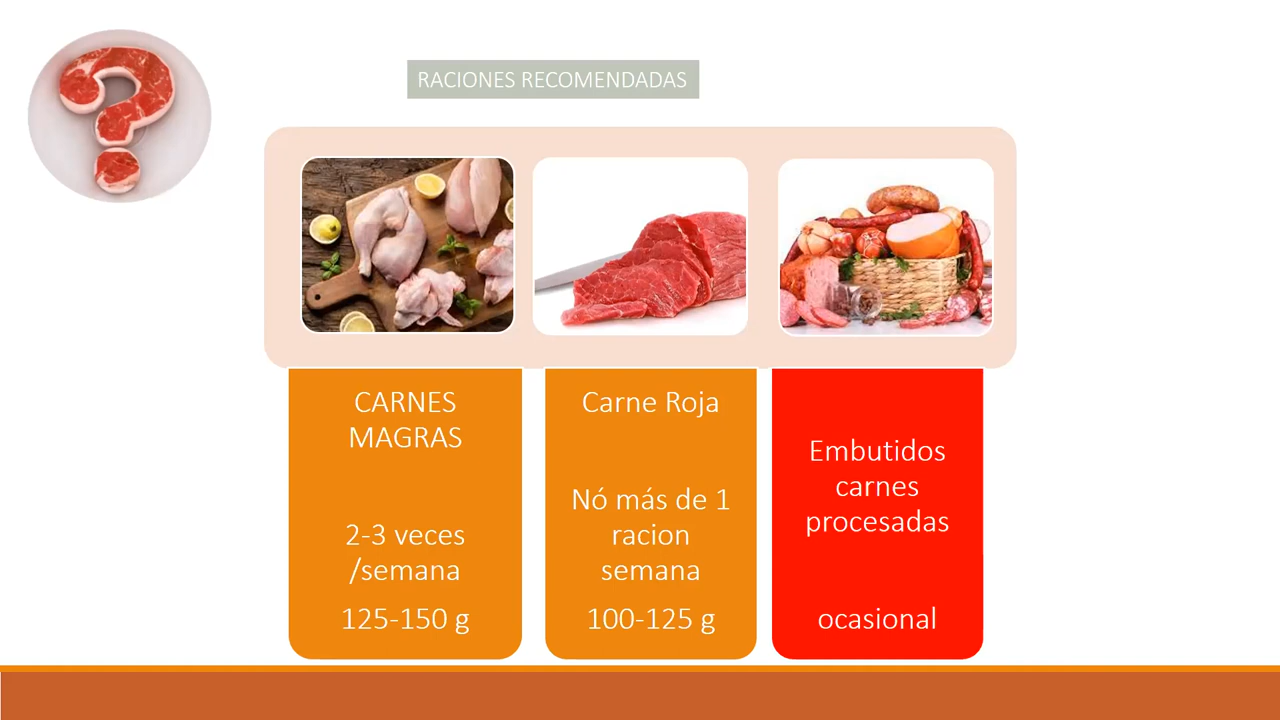 RACIONES RECOMENDADAS
CARNES
MAGRAS
2-3 veces
/semana
125-150 g
Carne Roja
Nó más de 1
racion
semana
100-125 g
Embutidos
carnes
procesadas
ocasional